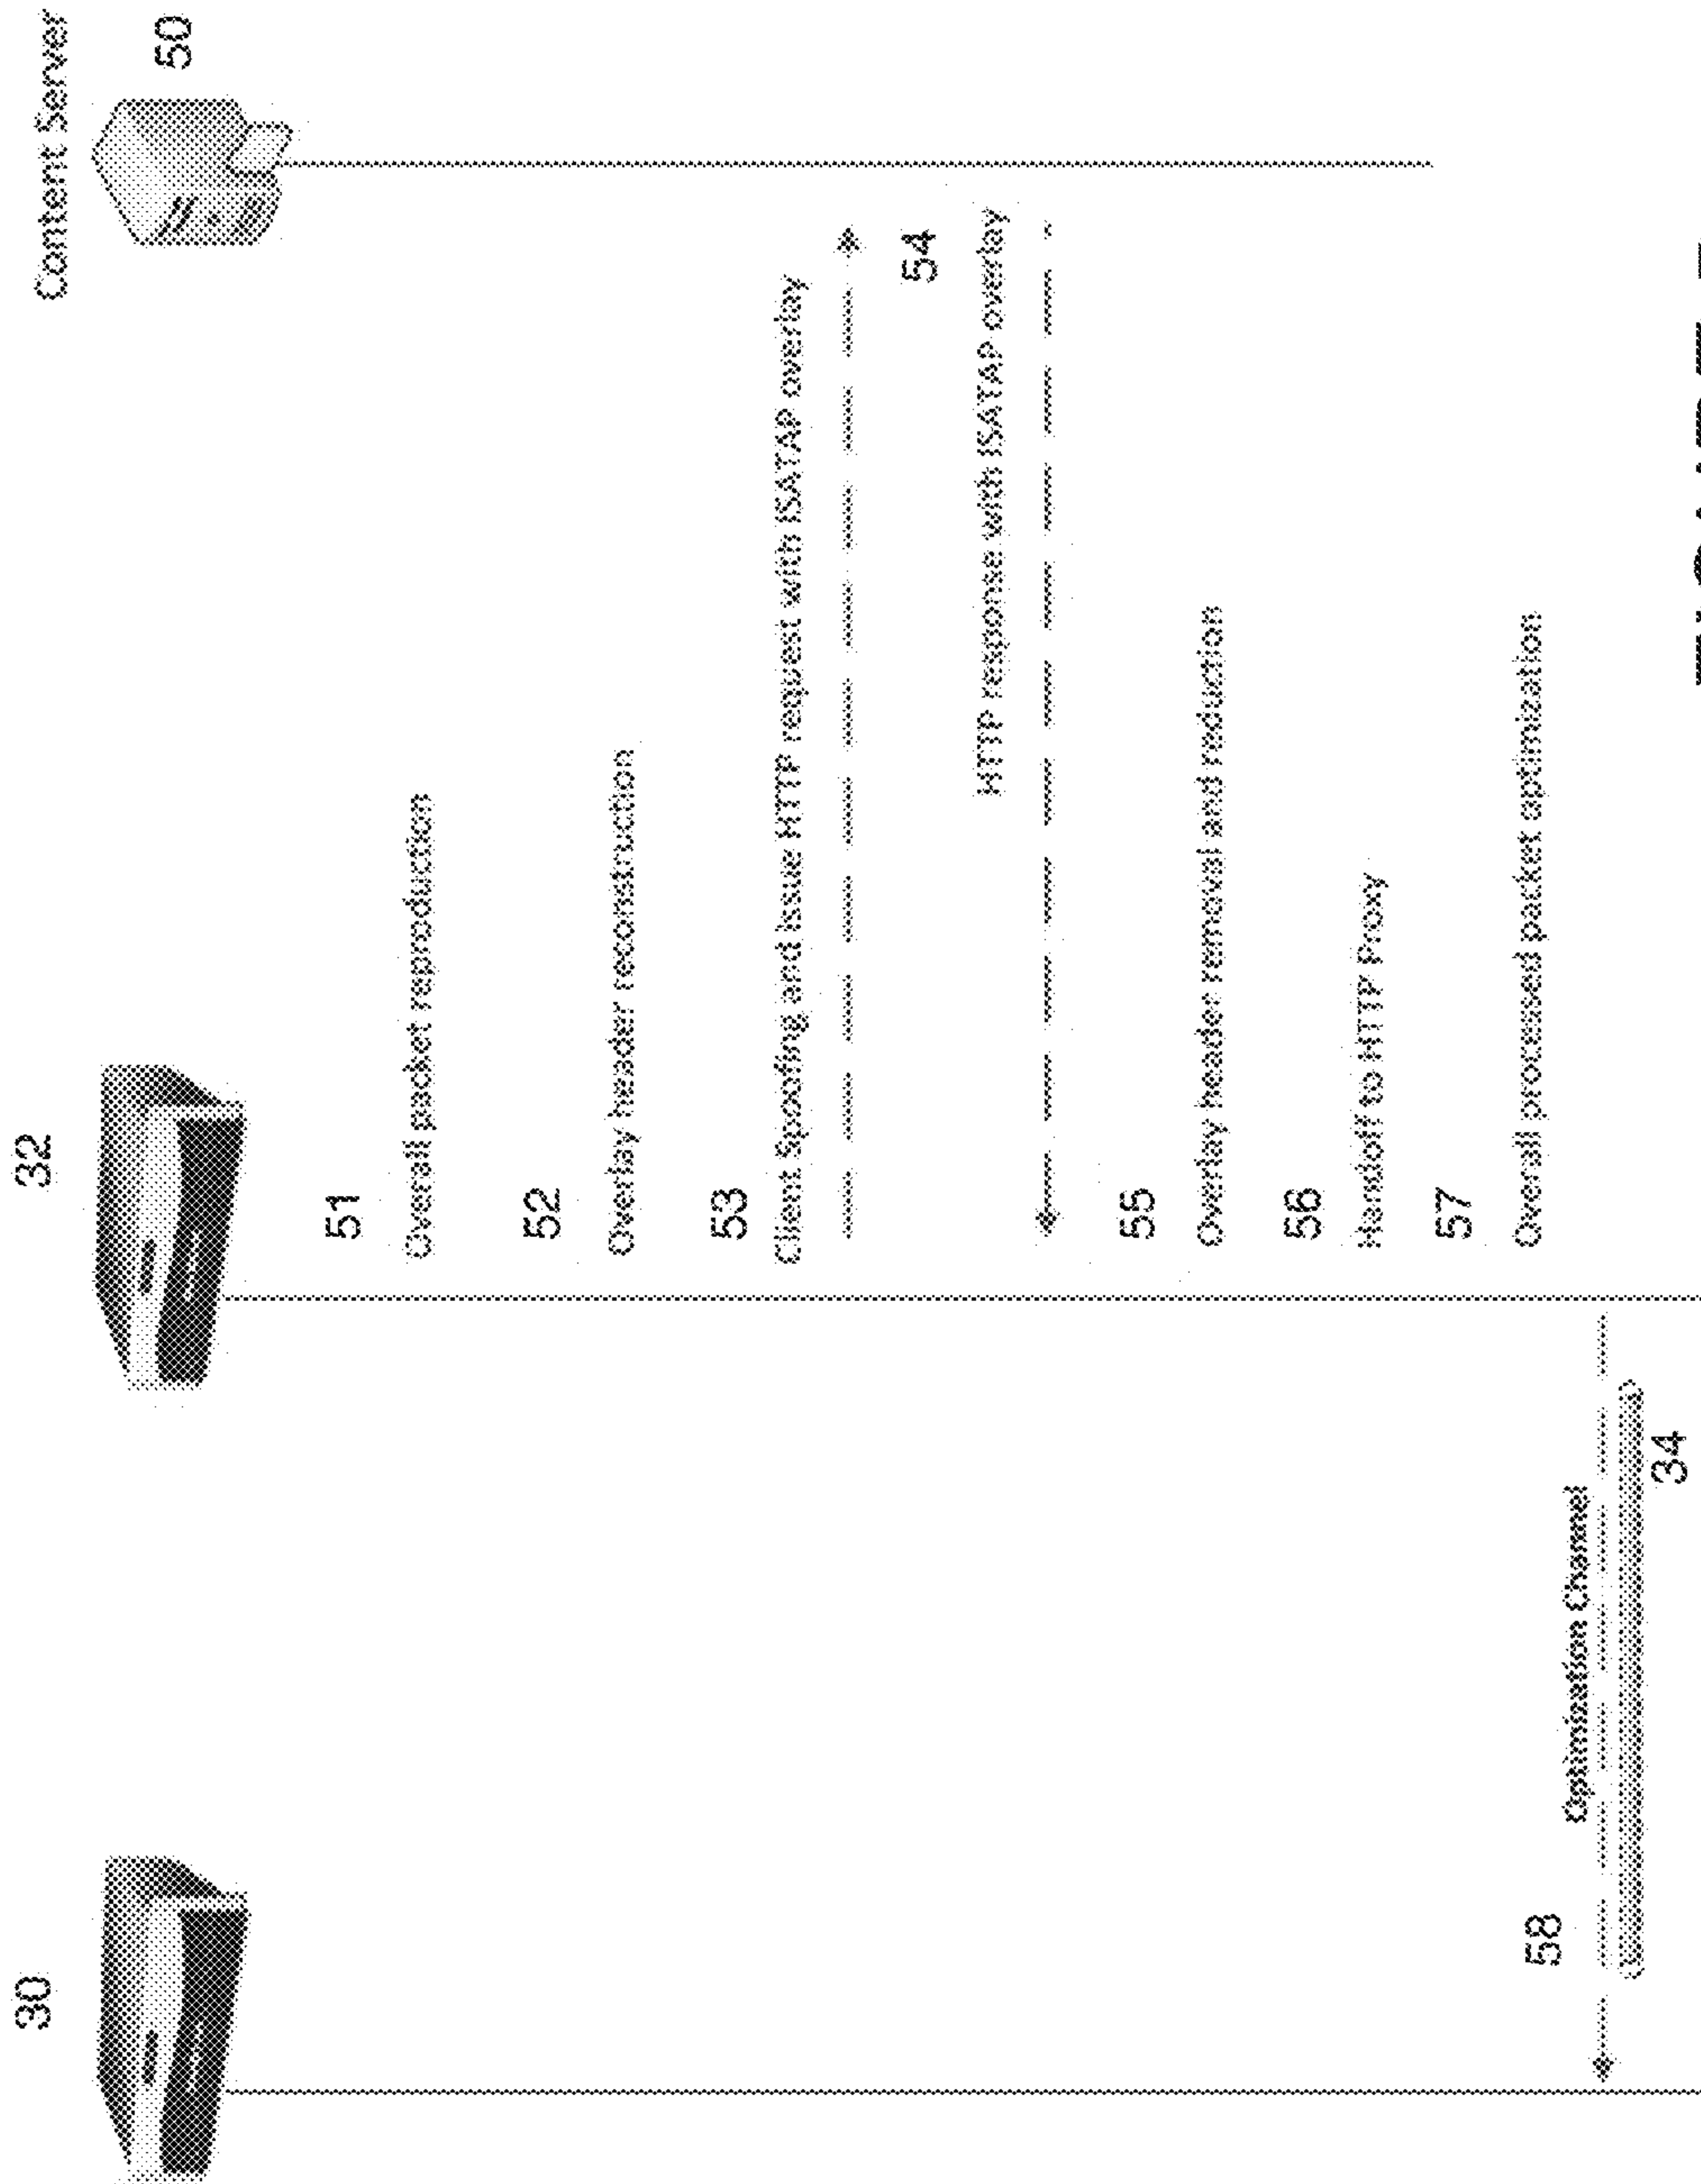 30
32
Content Server
50
51
Overall packet reproduction
52
Overlay header reconstruction
53
Client Spoofing and Issue HTTP request with ISATAP overlay
54
HTTP response with ISATAP overlay
55
Overlay header removal and reduction
56
Handoff to HTTP Proxy
57
Overall processed packet optimization
58
Optimization Channel
34